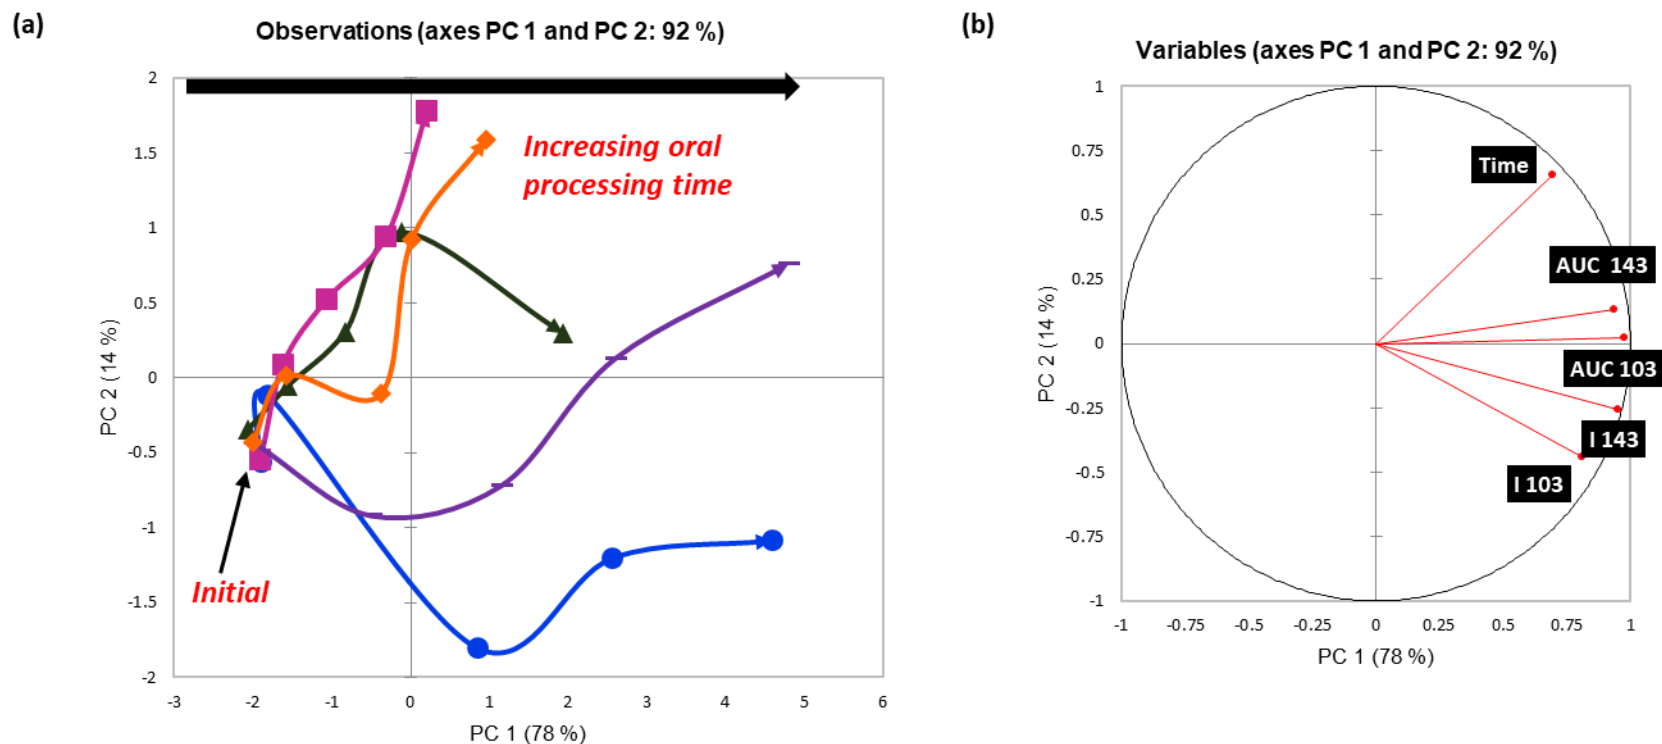 (a)
Observations (axes PC 1 and PC 2: 92 %)
2
1.5
1
0.5
0
-0.5
-1
-1.5
-2
PC 2 (14 %)
Increasing oral
processing time
Initial
-3
-2
-1
0
1
2
3
4
5
6
PC 1 (78 %)
(b)
Variables (axes PC 1 and PC 2: 92 %)
1
0.75
0.5
0.25
0
-0.25
-0.5
-0.75
-1
PC 2 (14 %)
Time
AUC 143
AUC 103
I 143
I 103
-1
-0.75
-0.5
-0.25
0
0.25
0.5
0.75
1
PC 1 (78 %)